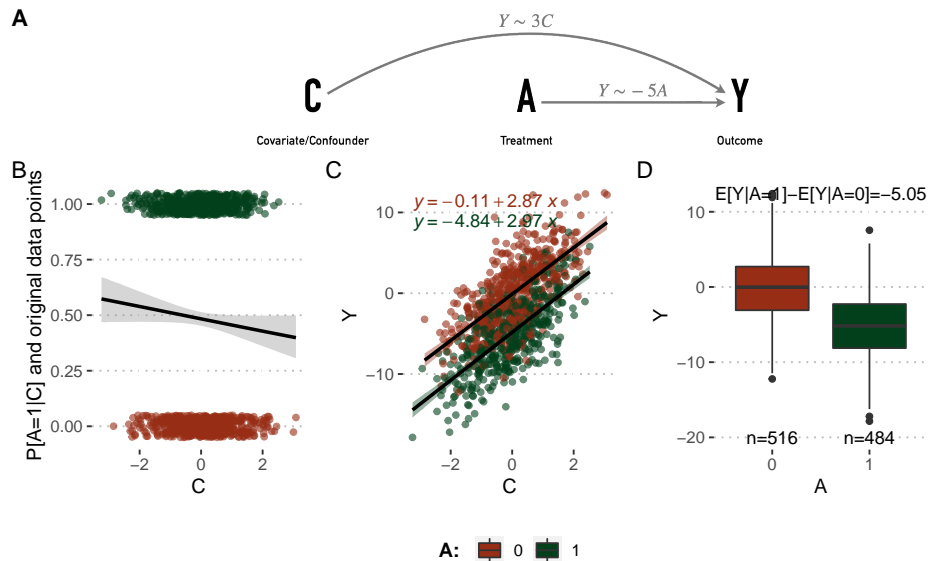 A
Y ∼ 3C
C A Y
Y ∼ −5A
Covariate/Confounder Treatment Outcome
B
P[A=1|C] and original data points
1.00
0.75
0.50
0.25
0.00
−2 0 2
C
C
y = −0.11 + 2.87 x
y = −4.84 + 2.97 x
Y
10
0
−10
−2 0 2
C
D
E[Y|A=1]−E[Y|A=0]=−5.05
Y
10
0
−10
−20
n=516 n=484
0 1
A
A: 0 1